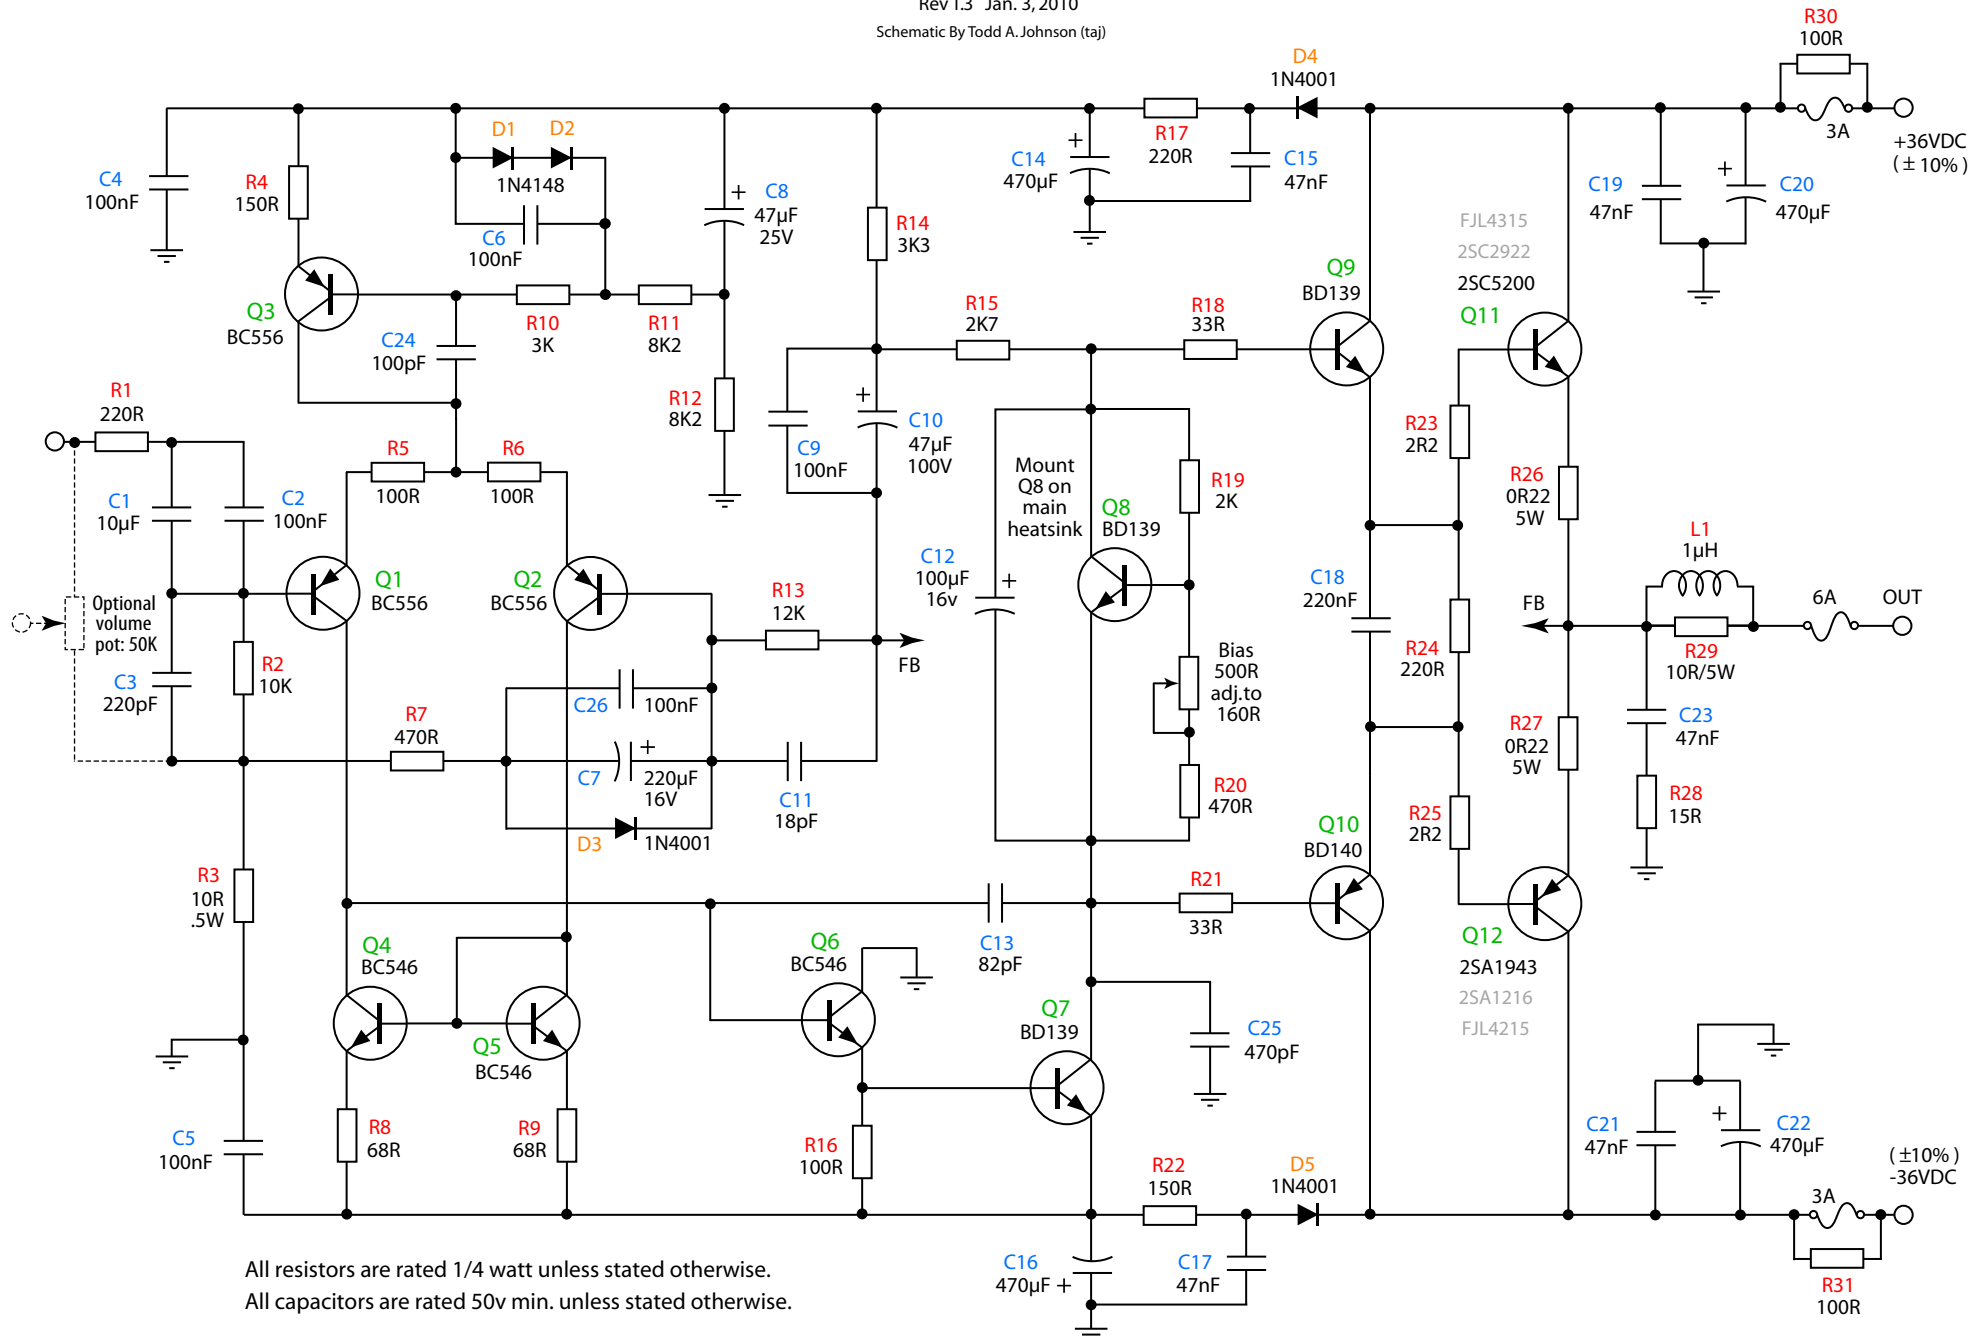 Rev 1.3 Jan. 3, 2010
Schematic By Todd A. Johnson (taj)
R30
100R
3A
+36VDC
(±10%)
D4
1N4001
R17
220R
C14
470µF
+
C15
47nF
C19
47nF
C20
470µF
+
C4
100nF
R4
150R
D1
D2
1N4148
C6
100nF
C8
47µF
25V
+
R14
3K3
Q3
BC556
C24
100pF
R10
3K
R11
8K2
R12
8K2
R15
2K7
R18
33R
Q9
BD139
FJL4315
2SC2922
2SC5200
Q11
R1
220R
C1
10µF
C2
100nF
R5
100R
R6
100R
C9
100nF
C10
47µF
100V
+
Mount
Q8 on
main
heatsink
R19
2K
R23
2R2
R26
0R22
5W
Q1
BC556
Q2
BC556
R13
12K
FB
C12
100µF
16v
+
Q8
BD139
C18
220nF
L1
1µH
FB
6A
OUT
R29
10R/5W
Optional
volume
pot: 50K
R2
10K
C3
220pF
R7
470R
C26
100nF
C7
+
220µF
16V
D3
1N4001
C11
18pF
Bias
500R
adj.to
160R
R24
220R
R27
0R22
5W
C23
47nF
R28
15R
R20
470R
R25
2R2
Q10
BD140
R3
10R
.5W
R21
33R
C13
82pF
Q4
BC546
Q5
BC546
Q6
BC546
Q7
BD139
C25
470pF
Q12
2SA1943
2SA1216
FJL4215
C5
100nF
R8
68R
R9
68R
R16
100R
R22
150R
D5
1N4001
C21
47nF
C22
470µF
+
(±10%)
-36VDC
3A
R31
100R
C16
470µF +
C17
47nF
All resistors are rated 1/4 watt unless stated otherwise.
All capacitors are rated 50v min. unless stated otherwise.